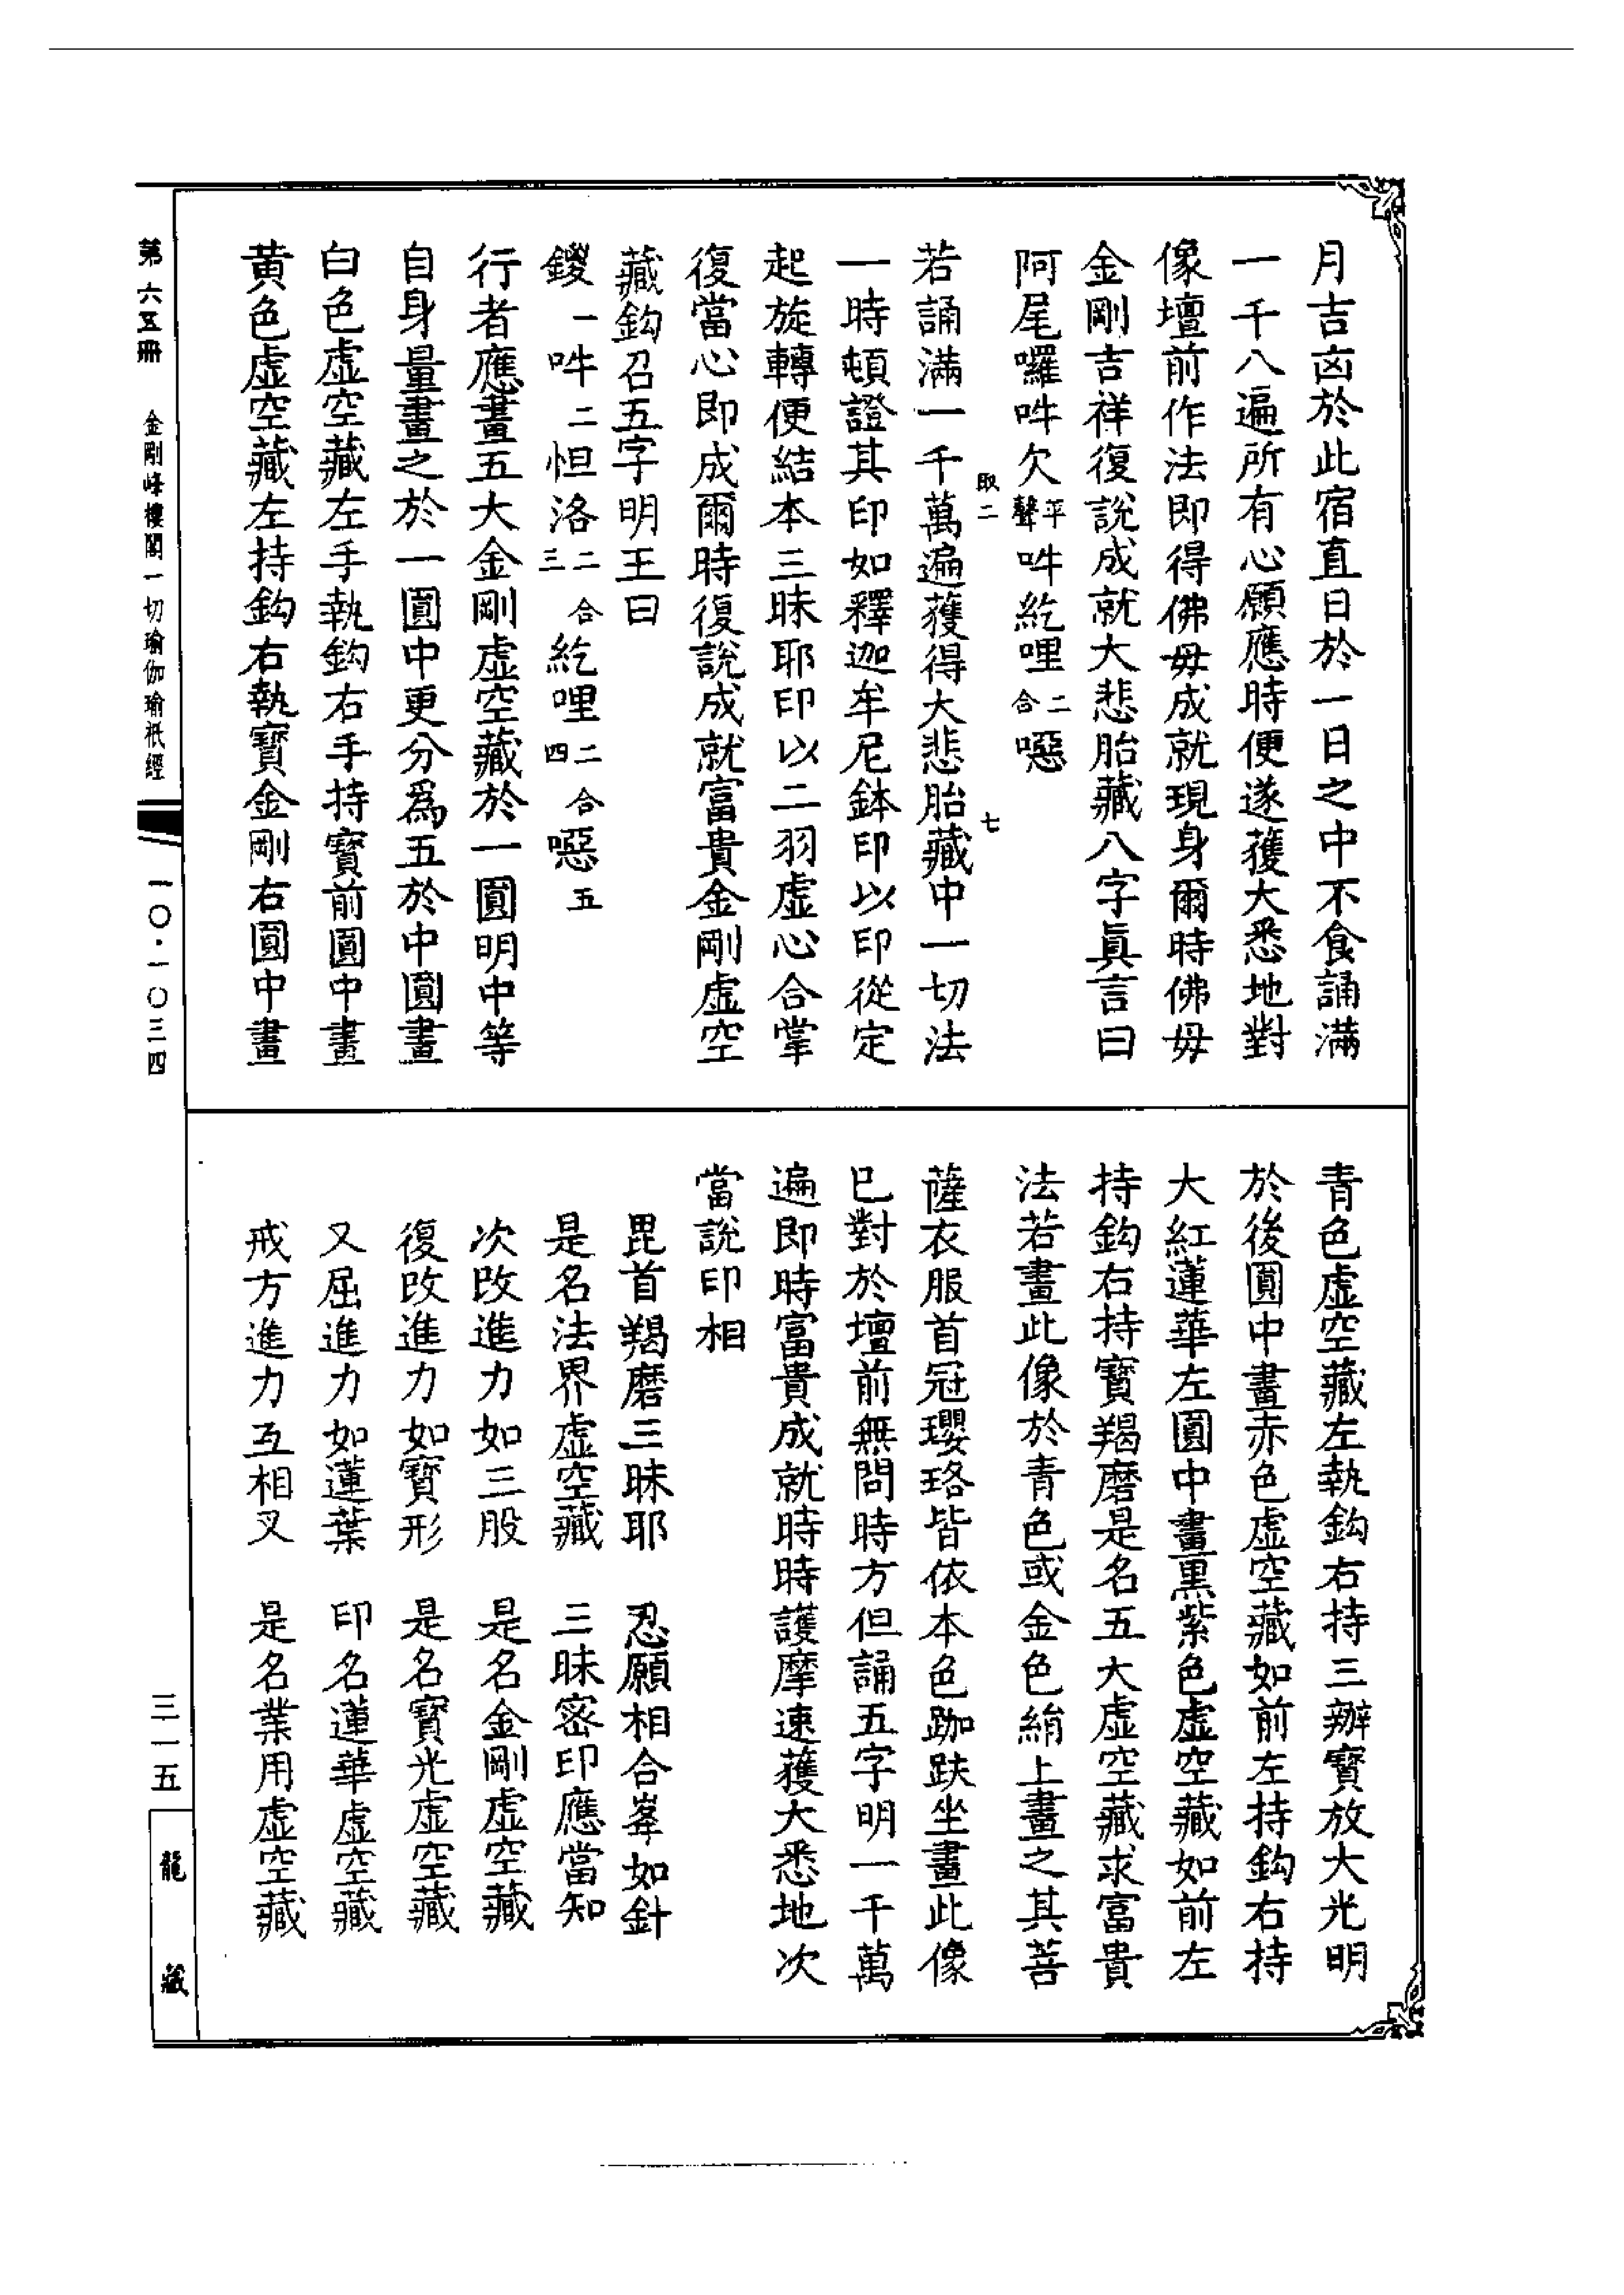 月吉凶於此宿直日於一日之中不食誦滿
一千八遍所有心願應時便遂獲大悉地對
像壇前作法即得佛毋成就現身爾時佛毋
金剛吉祥復說成就大悲胎藏八字眞言曰
阿尾囉吽欠平聲吽紇哩二合噁
取二 七
若誦滿一千萬遍獲得大悲胎藏中一切法
一時頓證其印如釋迦牟尼鉢印以印從定
起旋轉便結本三昧耶印以二羽虛心合掌
復當心即成爾時復說成就富貴金剛虛空
藏鈎召五字明王曰
鑁一吽二怛洛二合三紇哩二合四噁五
行者應畫五大金剛虛空藏於一圓明中等
自身量畫之於一圓中更分為五於中圓畫
白色虛空藏左手執鈎右手持寶前圓中畫
黃色虛空藏左持鈎右執寶金剛右圓中畫
青色虛空藏左執鈎右持三辦寶放大光明
於後圓中畫赤色虛空藏如前左持鈎右持
大紅蓮華左圓中畫黑紫色虛空藏如前左
持鈎右持寶羯磨是名五大虛空藏求富貴
法若畫此像於青色或金色絹上畫之其菩
薩衣服首冠瓔珞皆依本色跏趺坐畫此像
已對於壇前無問時方但誦五字明一千萬
遍即時富貴成就時時護摩速獲大悉地次
當說印相
毘首羯磨三昧耶 忍願相合峯如針
是名法界虛空藏 三昧密印應當知
次改進力如三股 是名金剛虛空藏
復改進力如寶形 是名寶光虛空藏
又屈進力如蓮葉 印名蓮華虛空藏
戒方進力互相叉 是名業用虛空藏
第六五冊 金剛峰樓閣一切瑜伽瑜祇經 一〇·一〇三四 三一五 龍藏